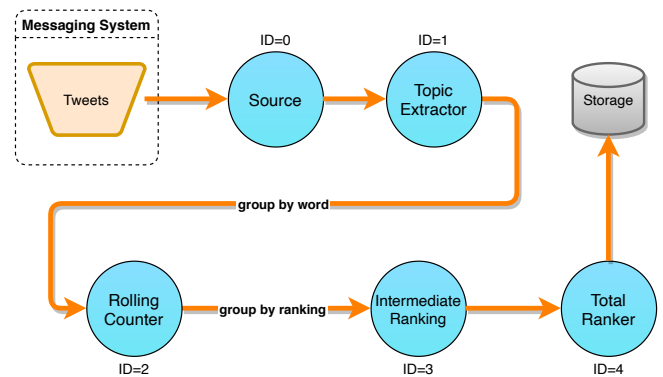 Messaging System
Tweets
ID=0
Source
ID=1
Topic
Extractor
Storage
group by word
Rolling
Counter
ID=2
group by ranking
Intermediate
Ranking
ID=3
Total
Ranker
ID=4